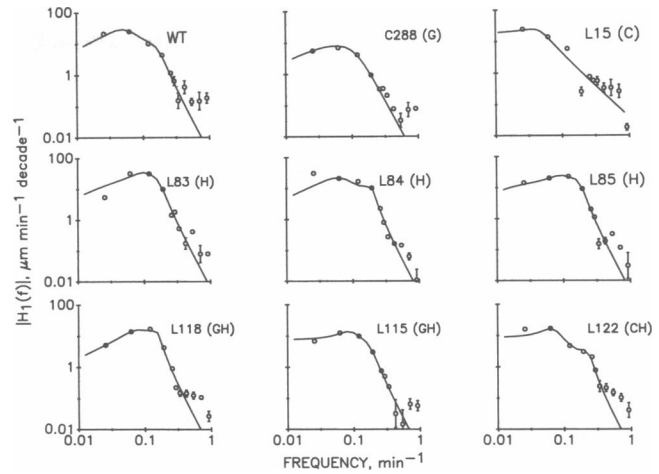 100
WT
C288 (G)
L15 (C)
1
0.01
100
L83 (H)
L84 (H)
L85 (H)
1
0.01
100
L118 (GH)
L115 (GH)
L122 (CH)
1
0.01
|H₁(f)|, μm min⁻¹ decade⁻¹
0.01 0.1 1 0.01 0.1 1 0.01 0.1 1
FREQUENCY, min⁻¹